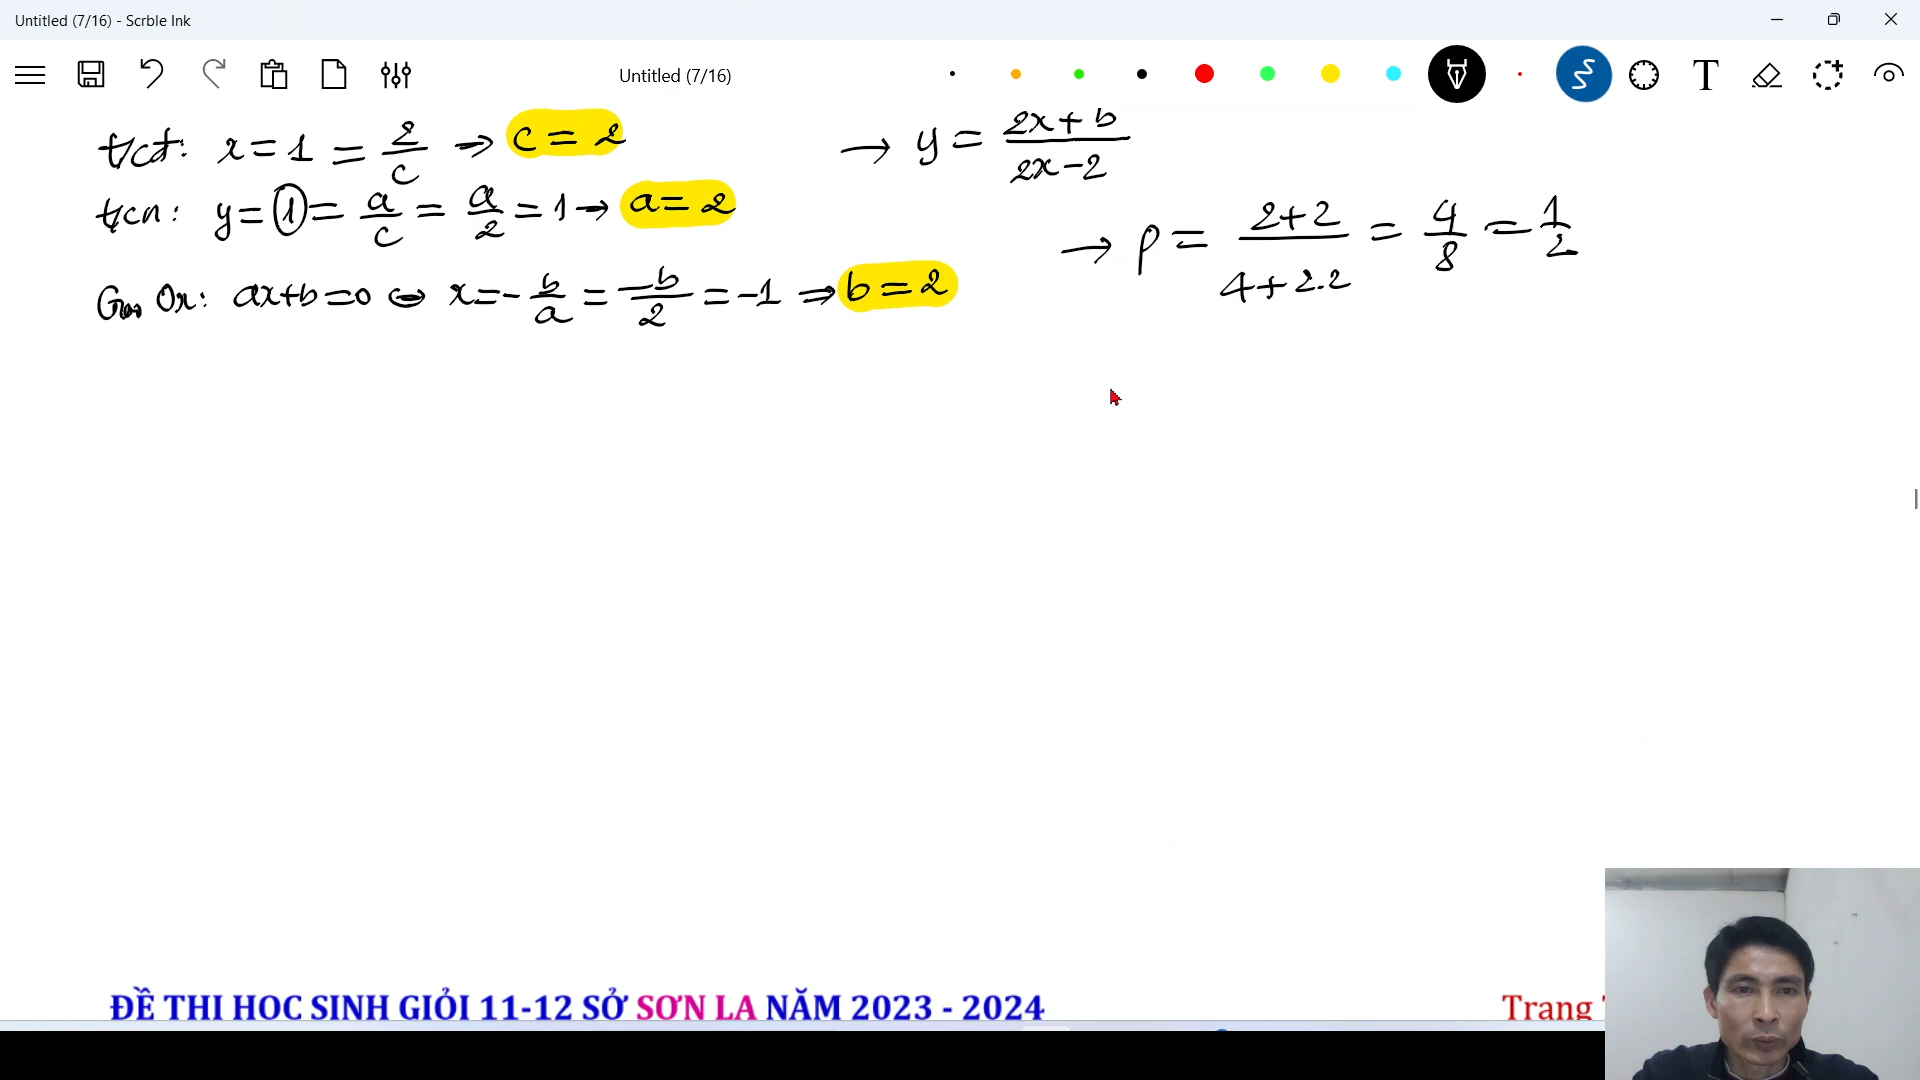 Untitled (7/16) - Scrble Ink
Untitled (7/16)
T
tcđ: x = 1 = 2/c → c = 2
→ y = (2x+b)/(2x-2)
tcn: y = 1 = a/c = a/2 = 1 → a = 2
→ P = (2+2)/(4+2.2) = 4/8 = 1/2
Ox: ax+b=0 ⇔ x = -b/a = -b/2 = -1 ⇒ b = 2
ĐỀ THI HOC SINH GIỎI 11-12 SỞ SƠN LA NĂM 2023 - 2024
Trang